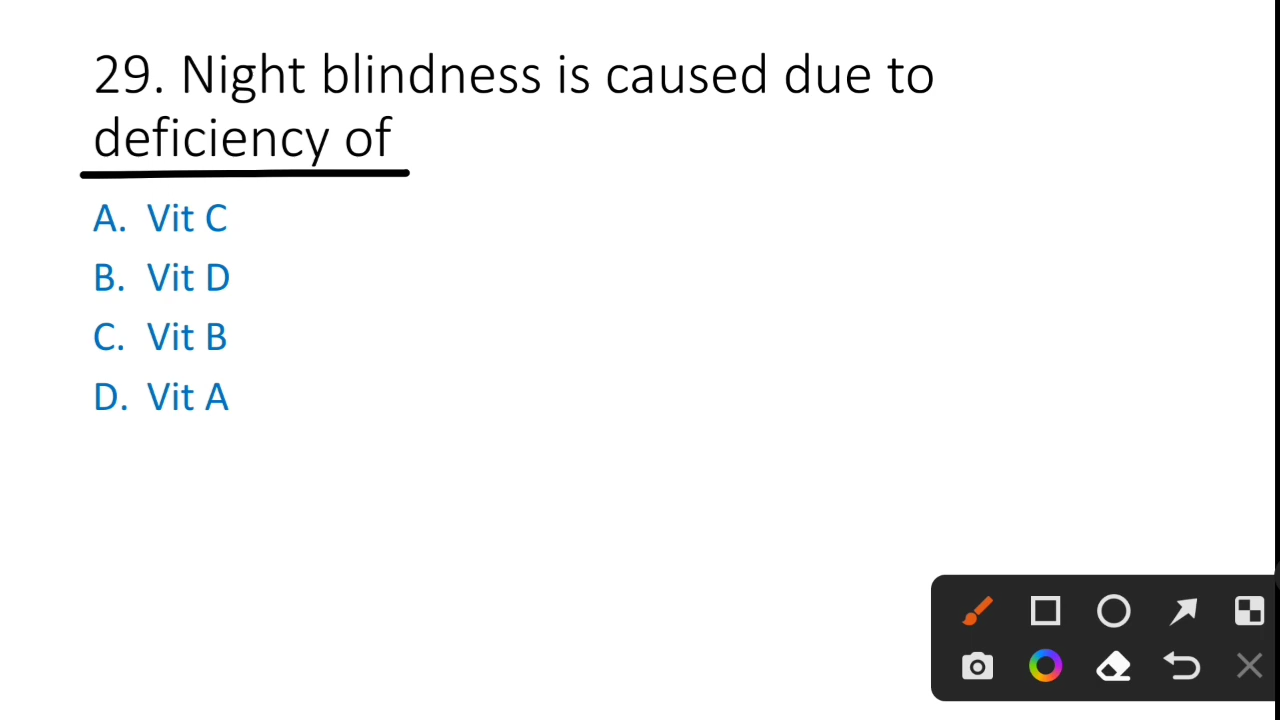 29. Night blindness is caused due to
deficiency of
A. Vit C
B. Vit D
C. Vit B
D. Vit A